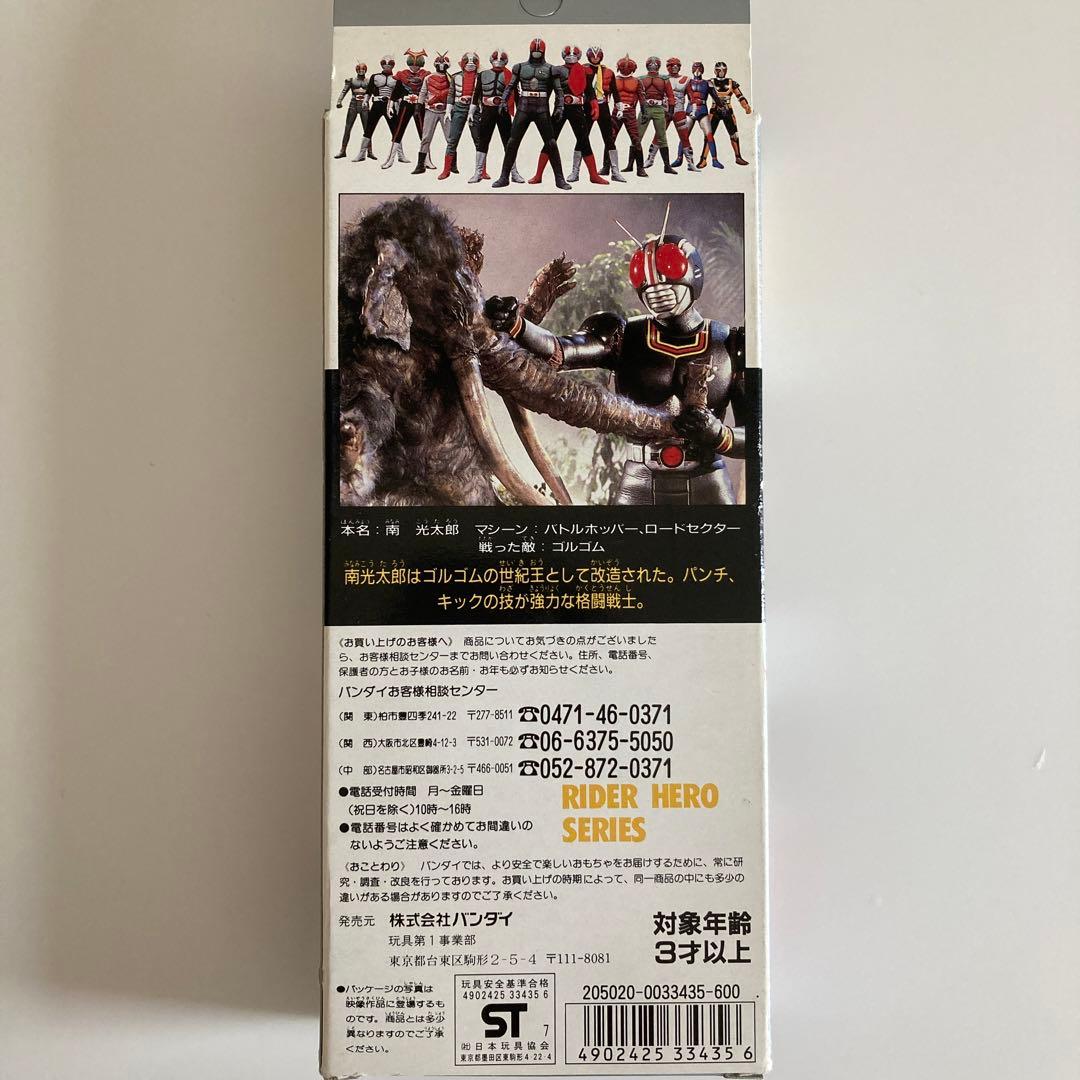 本名：南　光太郎　マシーン：バトルホッパー、ロードセクター
戦った敵：ゴルゴム
南光太郎はゴルゴムの世紀王として改造された。パンチ、
キックの技が強力な格闘戦士。
《お買い上げのお客様へ》　商品についてお気づきの点がございました
ら、お客様相談センターまでお問い合わせください。住所、電話番号、
保護者の方とお子様のお名前・お年も必ずお知らせください。
バンダイお客様相談センター
（関　東）柏市豊四季241-22　〒277-8511　☎0471-46-0371
（関　西）大阪市北区豊崎4-12-3　〒531-0072　☎06-6375-5050
（中　部）名古屋市昭和区御器所3-2-5　〒466-0051　☎052-872-0371
●電話受付時間　月〜金曜日
（祝日を除く）10時〜16時
●電話番号はよく確かめてお間違いの
ないようご注意ください。
RIDER HERO
SERIES
《おことわり》　バンダイでは、より安全で楽しいおもちゃをお届けするために、常に研
究・調査・改良を行っております。お買い上げの時期によって、同一商品の中にも多少の
違いがある場合がありますのでご了承ください。
発売元　株式会社バンダイ
玩具第1事業部
東京都台東区駒形2-5-4　〒111-8081
対象年齢
3才以上
●パッケージの写真は
映像作品に登場するも
のです。商品とは多少
異なりますのでご了承
ください。
玩具安全基準合格
4902425 33435 6
ST 7
(社)日本玩具協会
東京都墨田区東駒形4-22-4
205020-0033435-600
4902425 334356